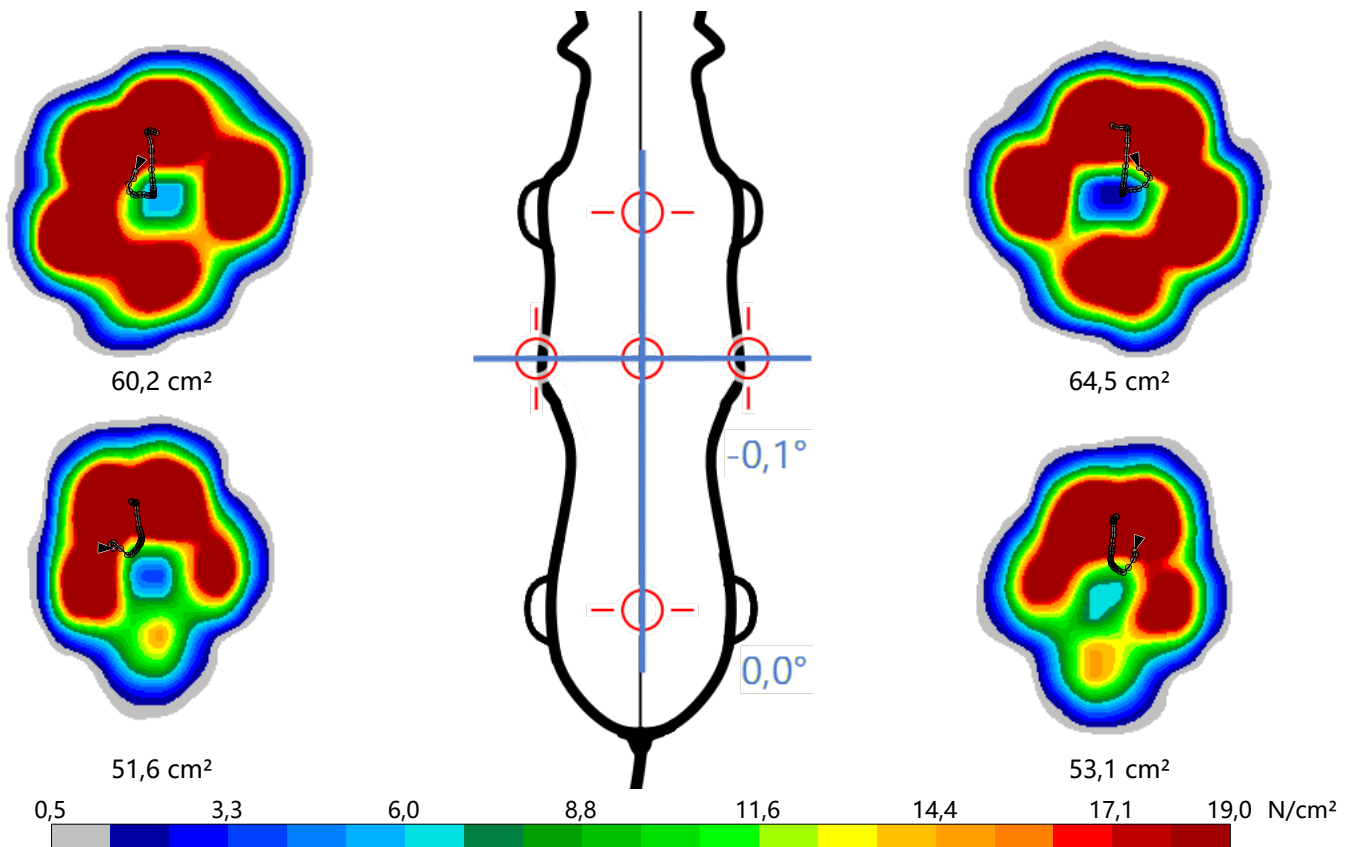 60,2 cm²
64,5 cm²
-0,1°
0,0°
51,6 cm²
53,1 cm²
0,5 3,3 6,0 8,8 11,6 14,4 17,1 19,0 N/cm²